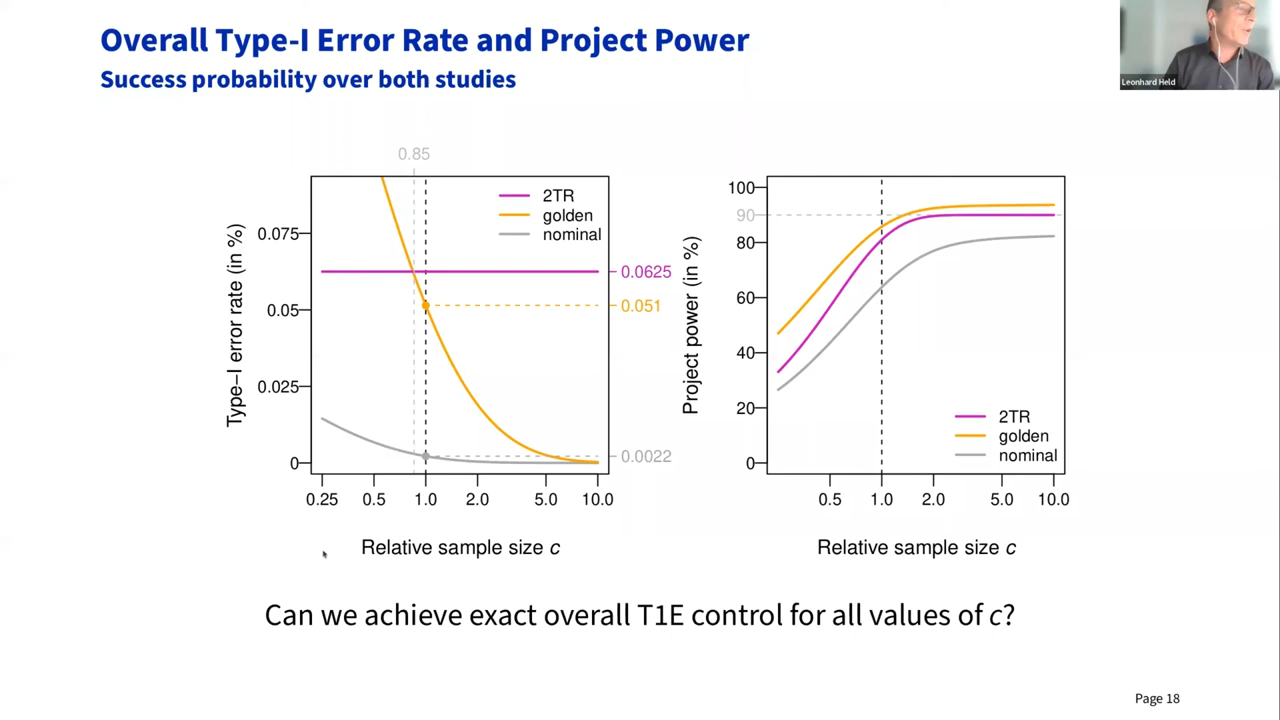 Overall Type-I Error Rate and Project Power
Success probability over both studies
Leonhard Held
0.85
2TR
golden
nominal
Type–I error rate (in %)
0.075
0.05
0.025
0
0.0625
0.051
0.0022
0.25 0.5 1.0 2.0 5.0 10.0
Relative sample size c
100
90
80
60
40
20
0
Project power (in %)
2TR
golden
nominal
0.5 1.0 2.0 5.0 10.0
Relative sample size c
Can we achieve exact overall T1E control for all values of c?
Page 18